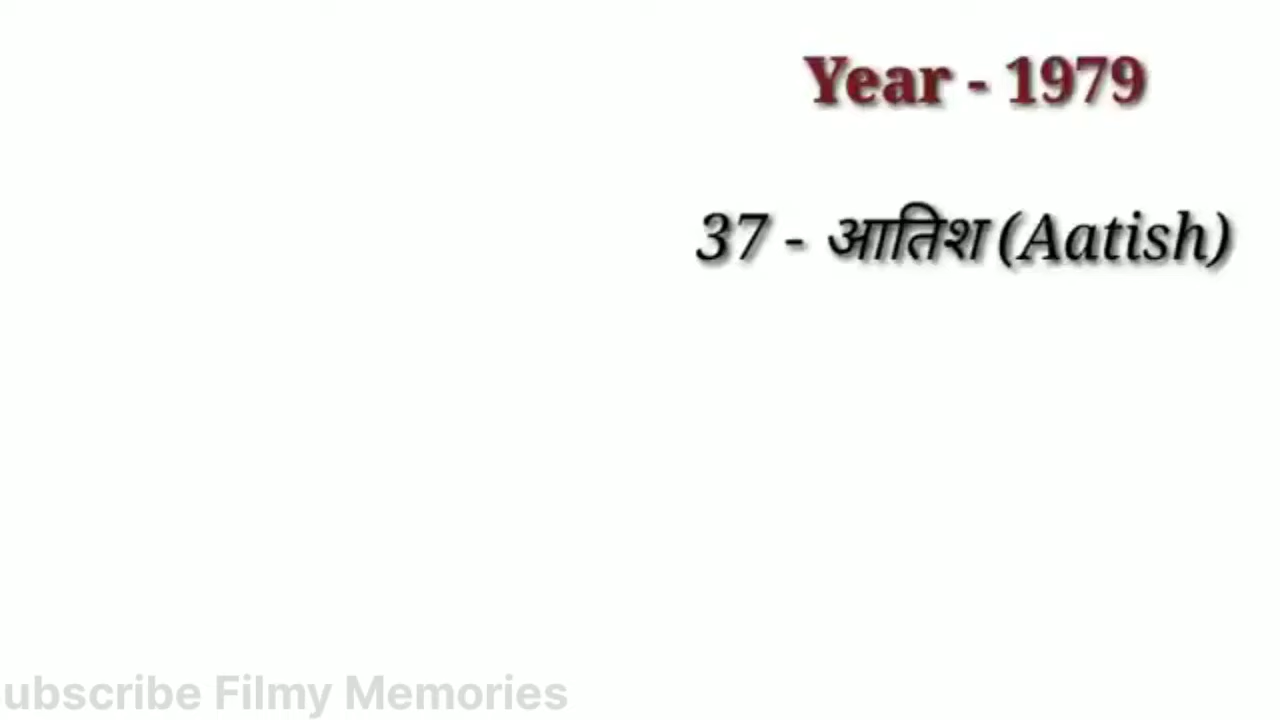 Year - 1979
37 - आतिश (Aatish)
ubscribe Filmy Memories